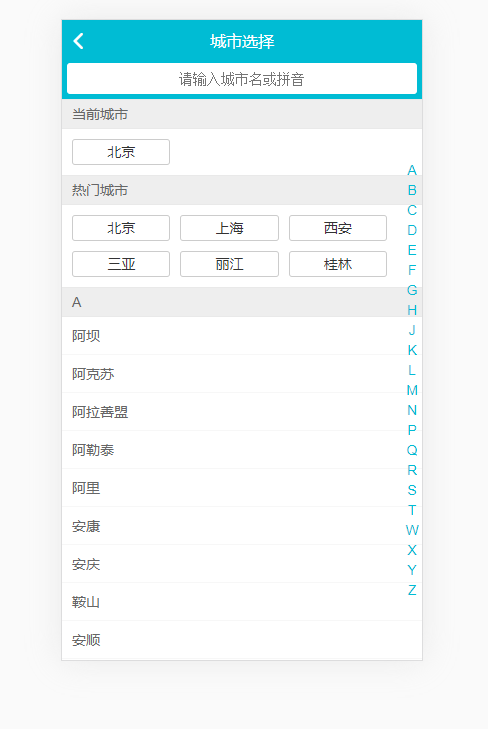 城市选择
请输入城市名或拼音
当前城市
北京
热门城市
北京 上海 西安
三亚 丽江 桂林
A
阿坝
阿克苏
阿拉善盟
阿勒泰
阿里
安康
安庆
鞍山
安顺
A
B
C
D
E
F
G
H
J
K
L
M
N
P
Q
R
S
T
W
X
Y
Z